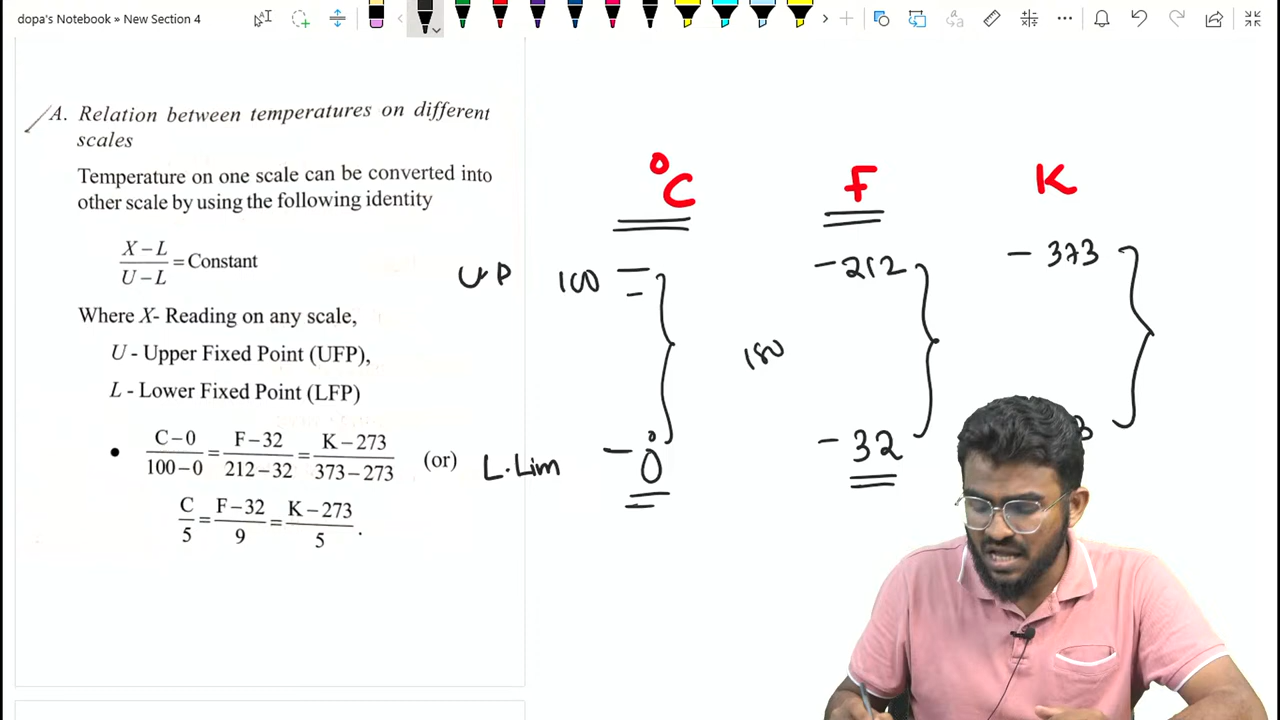 dopa's Notebook » New Section 4
A. Relation between temperatures on different
scales
Temperature on one scale can be converted into
other scale by using the following identity
X – L / U – L = Constant
Where X- Reading on any scale,
U - Upper Fixed Point (UFP),
L - Lower Fixed Point (LFP)
• C – 0 / 100 – 0 = F – 32 / 212 – 32 = K – 273 / 373 – 273 (or)
C / 5 = F – 32 / 9 = K – 273 / 5 .
°C F K
U.P 100 – 212 – 373
180
L.Lim – 0° – 32 3